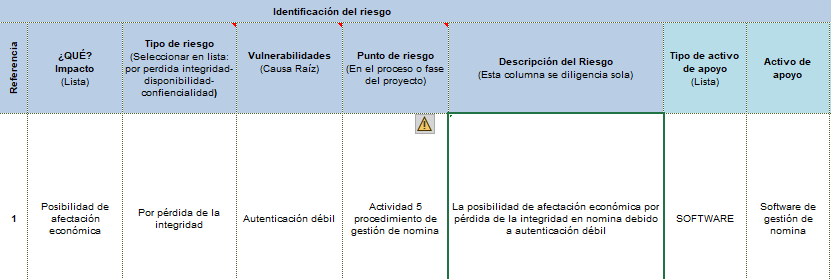 Identificación del riesgo
Referencia
¿QUÉ?
Impacto
(Lista)
Tipo de riesgo
(Seleccionar en lista:
por perdida integridad-
disponibilidad-
confiencialidad)
Vulnerabilidades
(Causa Raíz)
Punto de riesgo
(En el proceso o fase
del proyecto)
Descripción del Riesgo
(Esta columna se diligencia sola)
Tipo de activo
de apoyo
(Lista)
Activo de
apoyo
1
Posibilidad de
afectación
económica
Por pérdida de la
integridad
Autenticación débil
Actividad 5
procedimiento de
gestión de nomina
La posibilidad de afectación económica por
pérdida de la integridad en nomina debido
a autenticación débil
SOFTWARE
Software de
gestión de
nomina